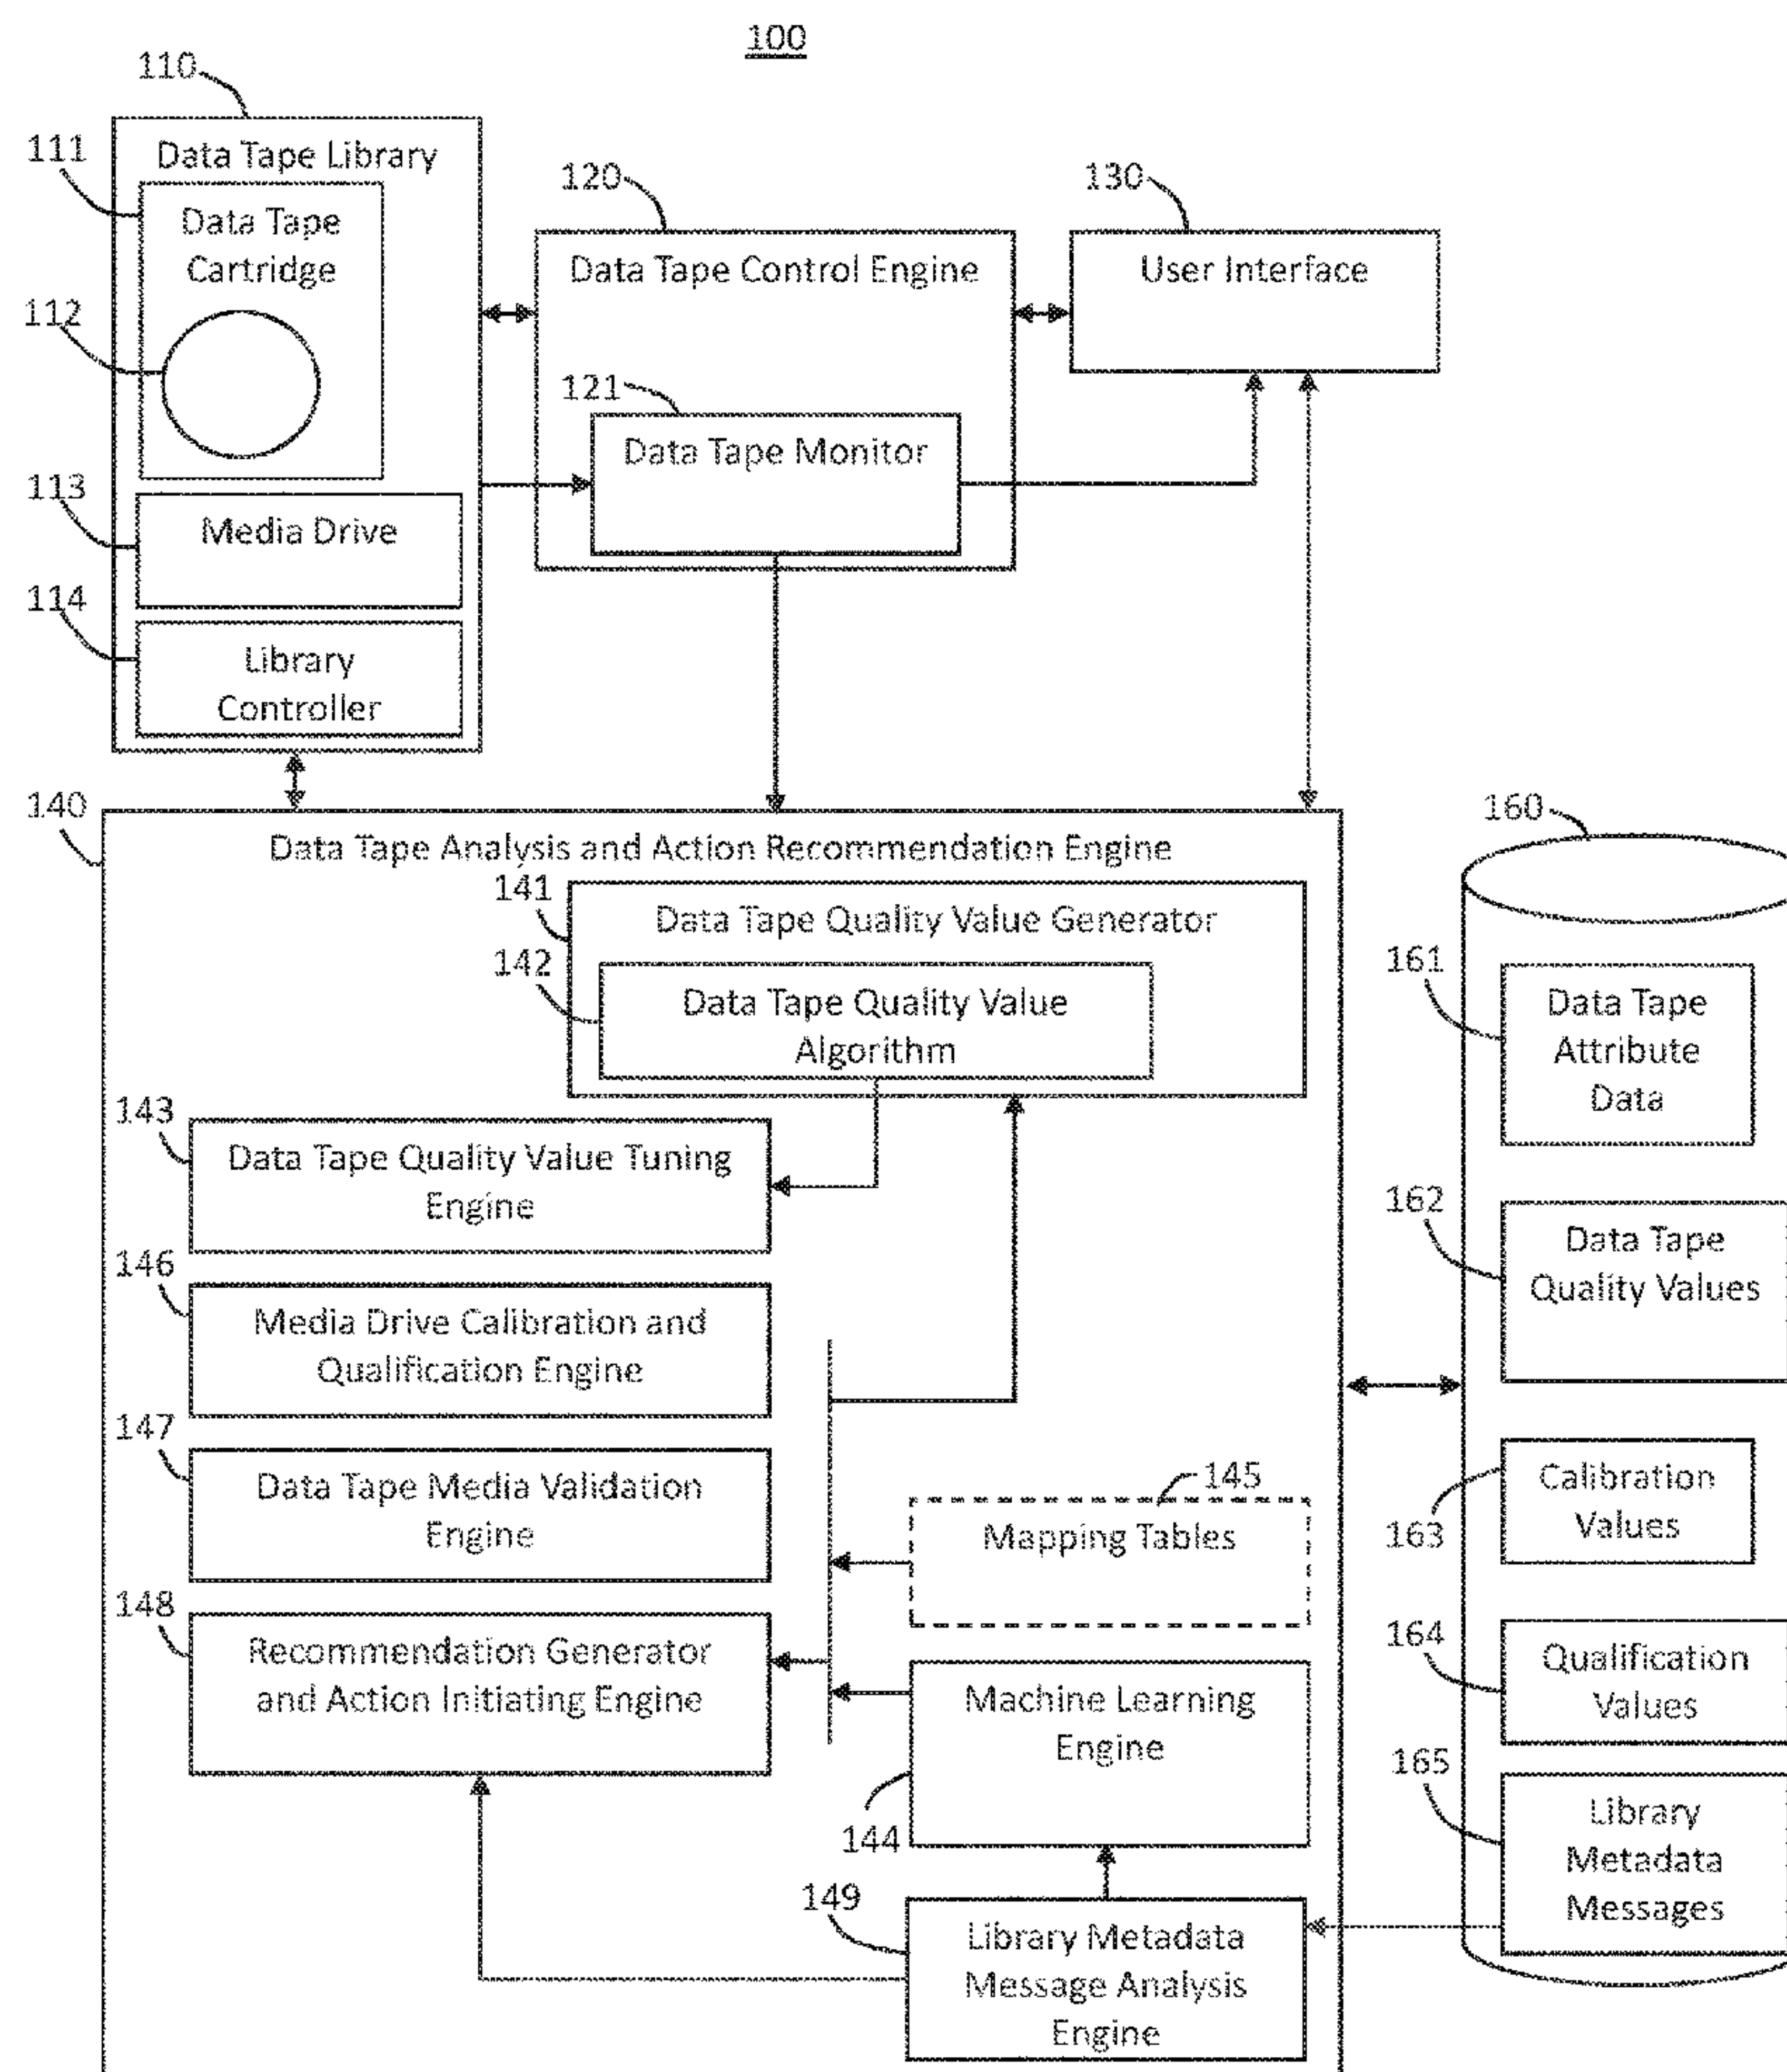 100
110
Data Tape Library
111
Data Tape
Cartridge
112
113
Media Drive
114
Library
Controller
120
Data Tape Control Engine
121
Data Tape Monitor
130
User Interface
140
Data Tape Analysis and Action Recommendation Engine
141
Data Tape Quality Value Generator
142
Data Tape Quality Value
Algorithm
143
Data Tape Quality Value Tuning
Engine
146
Media Drive Calibration and
Qualification Engine
147
Data Tape Media Validation
Engine
148
Recommendation Generator
and Action Initiating Engine
145
Mapping Tables
Machine Learning
Engine
144
149
Library Metadata
Message Analysis
Engine
160
161
Data Tape
Attribute
Data
162
Data Tape
Quality Values
163
Calibration
Values
164
Qualification
Values
165
Library
Metadata
Messages